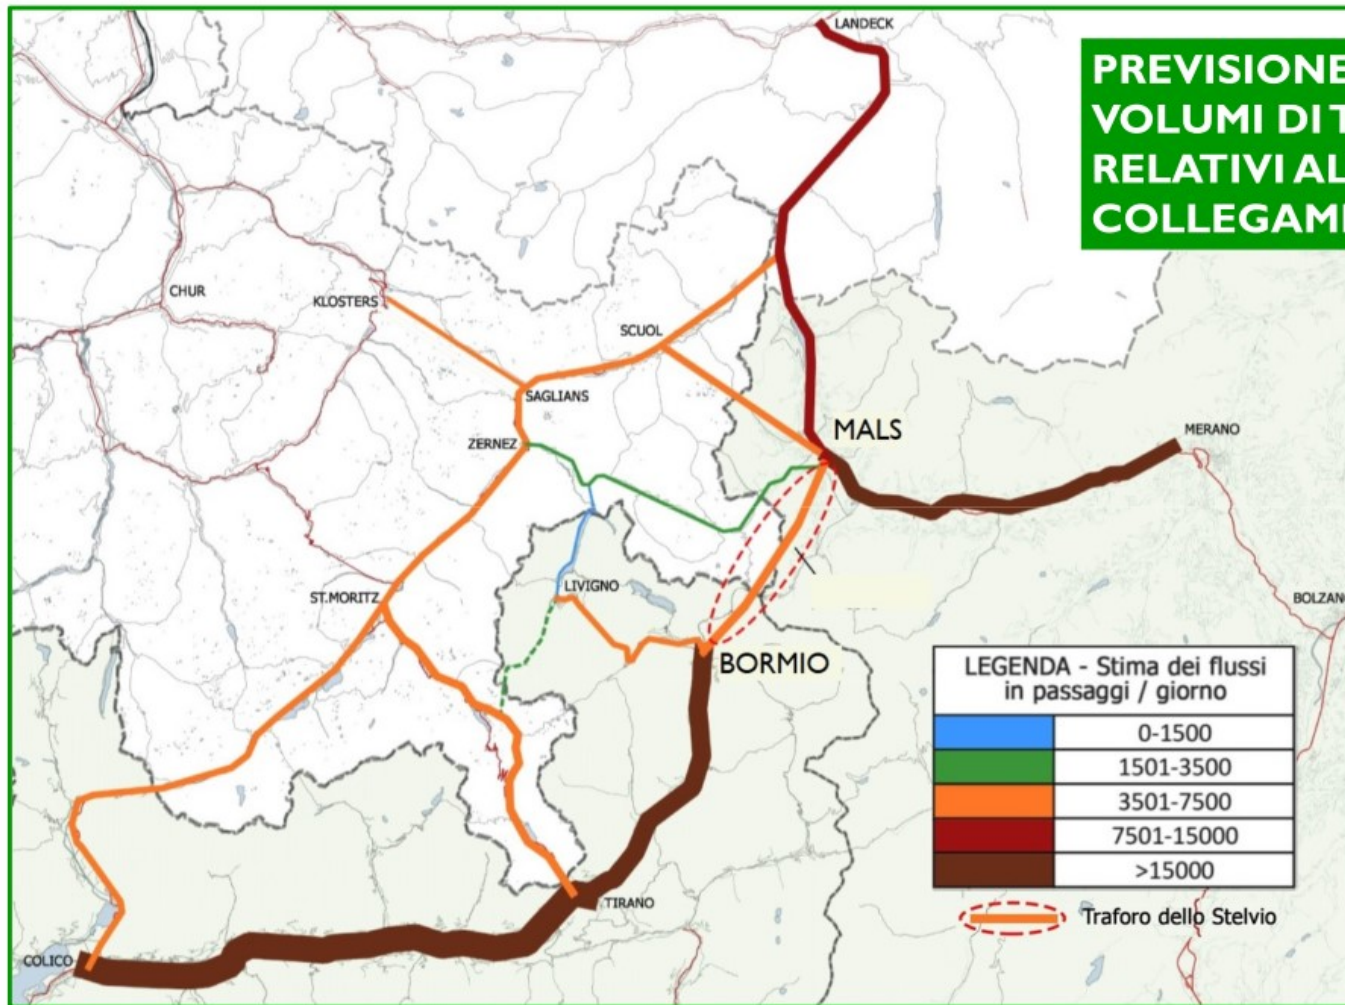 LANDECK
PREVISIONE
VOLUMI DI T
RELATIVI AL
COLLEGAM
CHUR
KLOSTERS
SCUOL
SAGLIANS
ZERNEZ
MALS
MERANO
ST.MORITZ
LIVIGNO
BOLZAN
BORMIO
LEGENDA - Stima dei flussi
in passaggi / giorno
0-1500
1501-3500
3501-7500
7501-15000
>15000
TIRANO
Traforo dello Stelvio
COLICO